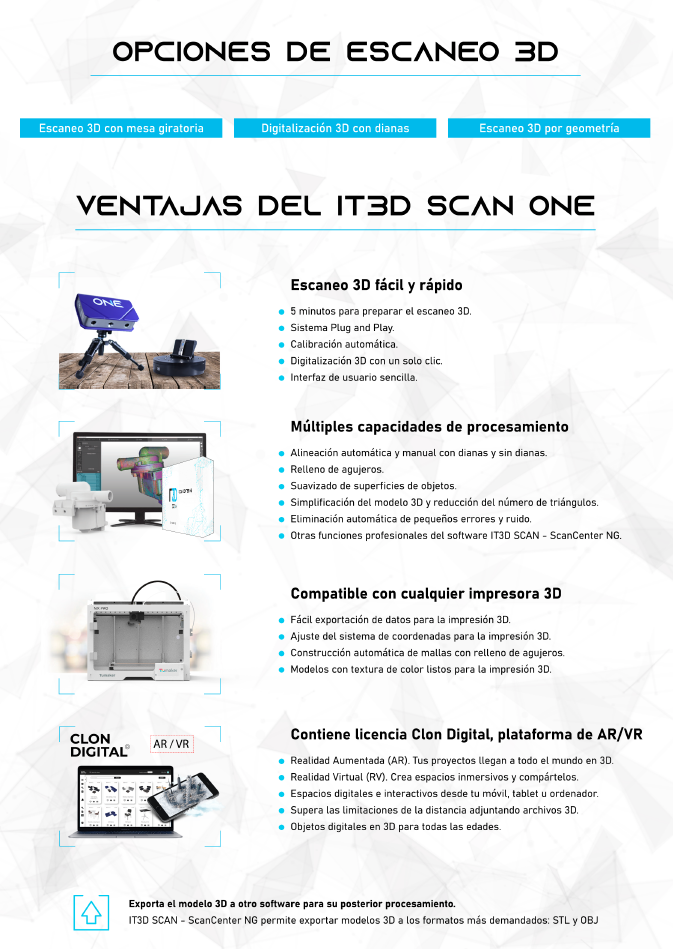 OPCIONES DE ESCANEO 3D
Escaneo 3D con mesa giratoria
Digitalización 3D con dianas
Escaneo 3D por geometría
VENTAJAS DEL IT3D SCAN ONE
ONE
Escaneo 3D fácil y rápido
5 minutos para preparar el escaneo 3D.
Sistema Plug and Play.
Calibración automática.
Digitalización 3D con un solo clic.
Interfaz de usuario sencilla.
Múltiples capacidades de procesamiento
Alineación automática y manual con dianas y sin dianas.
Relleno de agujeros.
Suavizado de superficies de objetos.
Simplificación del modelo 3D y reducción del número de triángulos.
Eliminación automática de pequeños errores y ruido.
Otras funciones profesionales del software IT3D SCAN - ScanCenter NG.
Compatible con cualquier impresora 3D
Fácil exportación de datos para la impresión 3D.
Ajuste del sistema de coordenadas para la impresión 3D.
Construcción automática de mallas con relleno de agujeros.
Modelos con textura de color listos para la impresión 3D.
CLON
DIGITAL
AR / VR
Contiene licencia Clon Digital, plataforma de AR/VR
Realidad Aumentada (AR). Tus proyectos llegan a todo el mundo en 3D.
Realidad Virtual (RV). Crea espacios inmersivos y compártelos.
Espacios digitales e interactivos desde tu móvil, tablet u ordenador.
Supera las limitaciones de la distancia adjuntando archivos 3D.
Objetos digitales en 3D para todas las edades.
Exporta el modelo 3D a otro software para su posterior procesamiento.
IT3D SCAN - ScanCenter NG permite exportar modelos 3D a los formatos más demandados: STL y OBJ